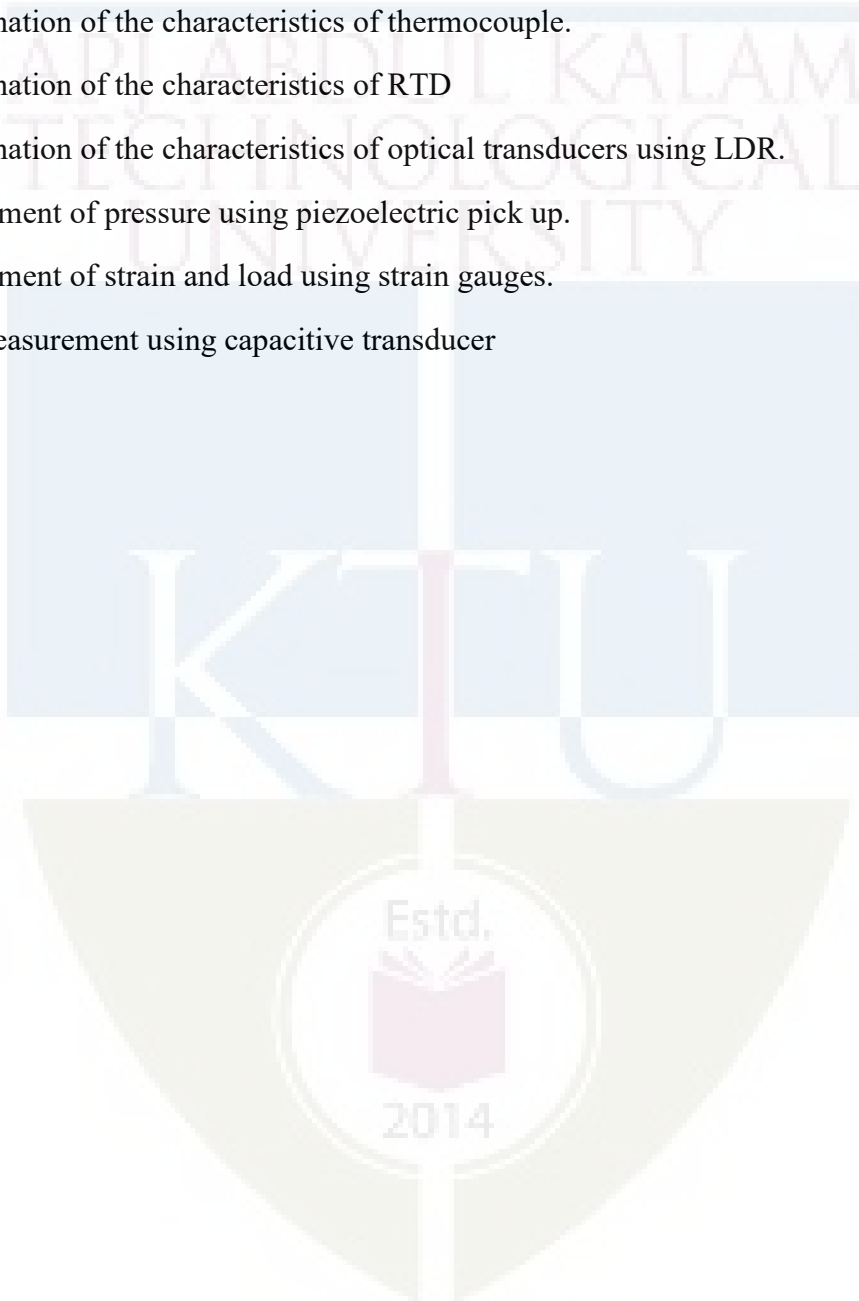 nation of the characteristics of thermocouple.
nation of the characteristics of RTD
nation of the characteristics of optical transducers using LDR.
ment of pressure using piezoelectric pick up.
ment of strain and load using strain gauges.
easurement using capacitive transducer
APJ ABDUL KALAM
TECHNOLOGICAL
UNIVERSITY
KTU
Estd.
2014